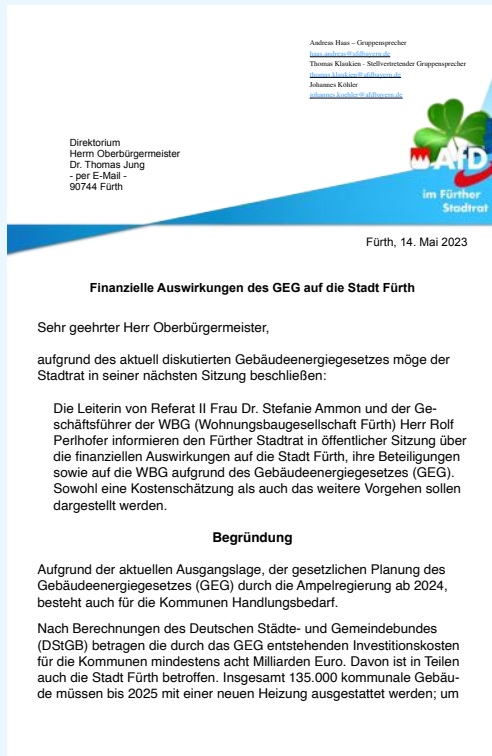 Andreas Haas – Gruppensprecher
haas.andreas@afdbayern.de
Thomas Klaukien - Stellvertretender Gruppensprecher
thomas.klaukien@afdbayern.de
Johannes Köhler
johannes.koehler@afdbayern.de
AfD
im Fürther
Stadtrat
Direktorium
Herrn Oberbürgermeister
Dr. Thomas Jung
- per E-Mail -
90744 Fürth
Fürth, 14. Mai 2023
Finanzielle Auswirkungen des GEG auf die Stadt Fürth
Sehr geehrter Herr Oberbürgermeister,
aufgrund des aktuell diskutierten Gebäudeenergiegesetzes möge der
Stadtrat in seiner nächsten Sitzung beschließen:
Die Leiterin von Referat II Frau Dr. Stefanie Ammon und der Ge-
schäftsführer der WBG (Wohnungsbaugesellschaft Fürth) Herr Rolf
Perlhofer informieren den Fürther Stadtrat in öffentlicher Sitzung über
die finanziellen Auswirkungen auf die Stadt Fürth, ihre Beteiligungen
sowie auf die WBG aufgrund des Gebäudeenergiegesetzes (GEG).
Sowohl eine Kostenschätzung als auch das weitere Vorgehen sollen
dargestellt werden.
Begründung
Aufgrund der aktuellen Ausgangslage, der gesetzlichen Planung des
Gebäudeenergiegesetzes (GEG) durch die Ampelregierung ab 2024,
besteht auch für die Kommunen Handlungsbedarf.
Nach Berechnungen des Deutschen Städte- und Gemeindebundes
(DStGB) betragen die durch das GEG entstehenden Investitionskosten
für die Kommunen mindestens acht Milliarden Euro. Davon ist in Teilen
auch die Stadt Fürth betroffen. Insgesamt 135.000 kommunale Gebäu-
de müssen bis 2025 mit einer neuen Heizung ausgestattet werden; um